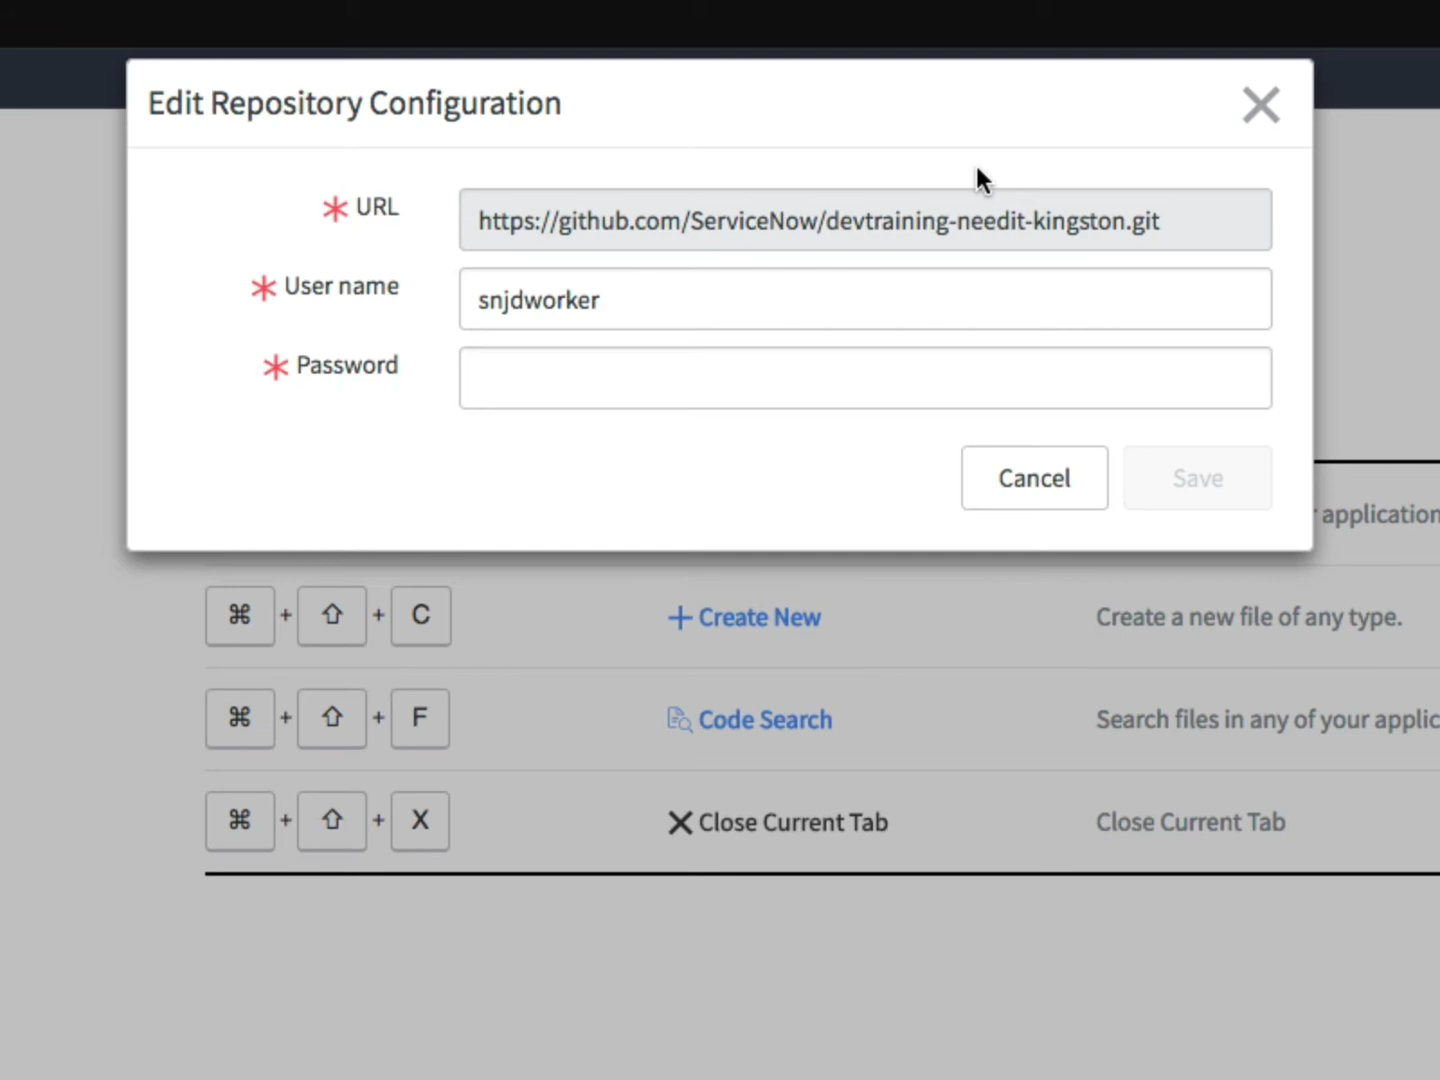 Edit Repository Configuration
* URL
https://github.com/ServiceNow/devtraining-needit-kingston.git
* User name
snjdworker
* Password
Cancel
Save
application
⌘ + ⇧ + C
+ Create New
Create a new file of any type.
⌘ + ⇧ + F
Code Search
Search files in any of your applic
⌘ + ⇧ + X
Close Current Tab
Close Current Tab